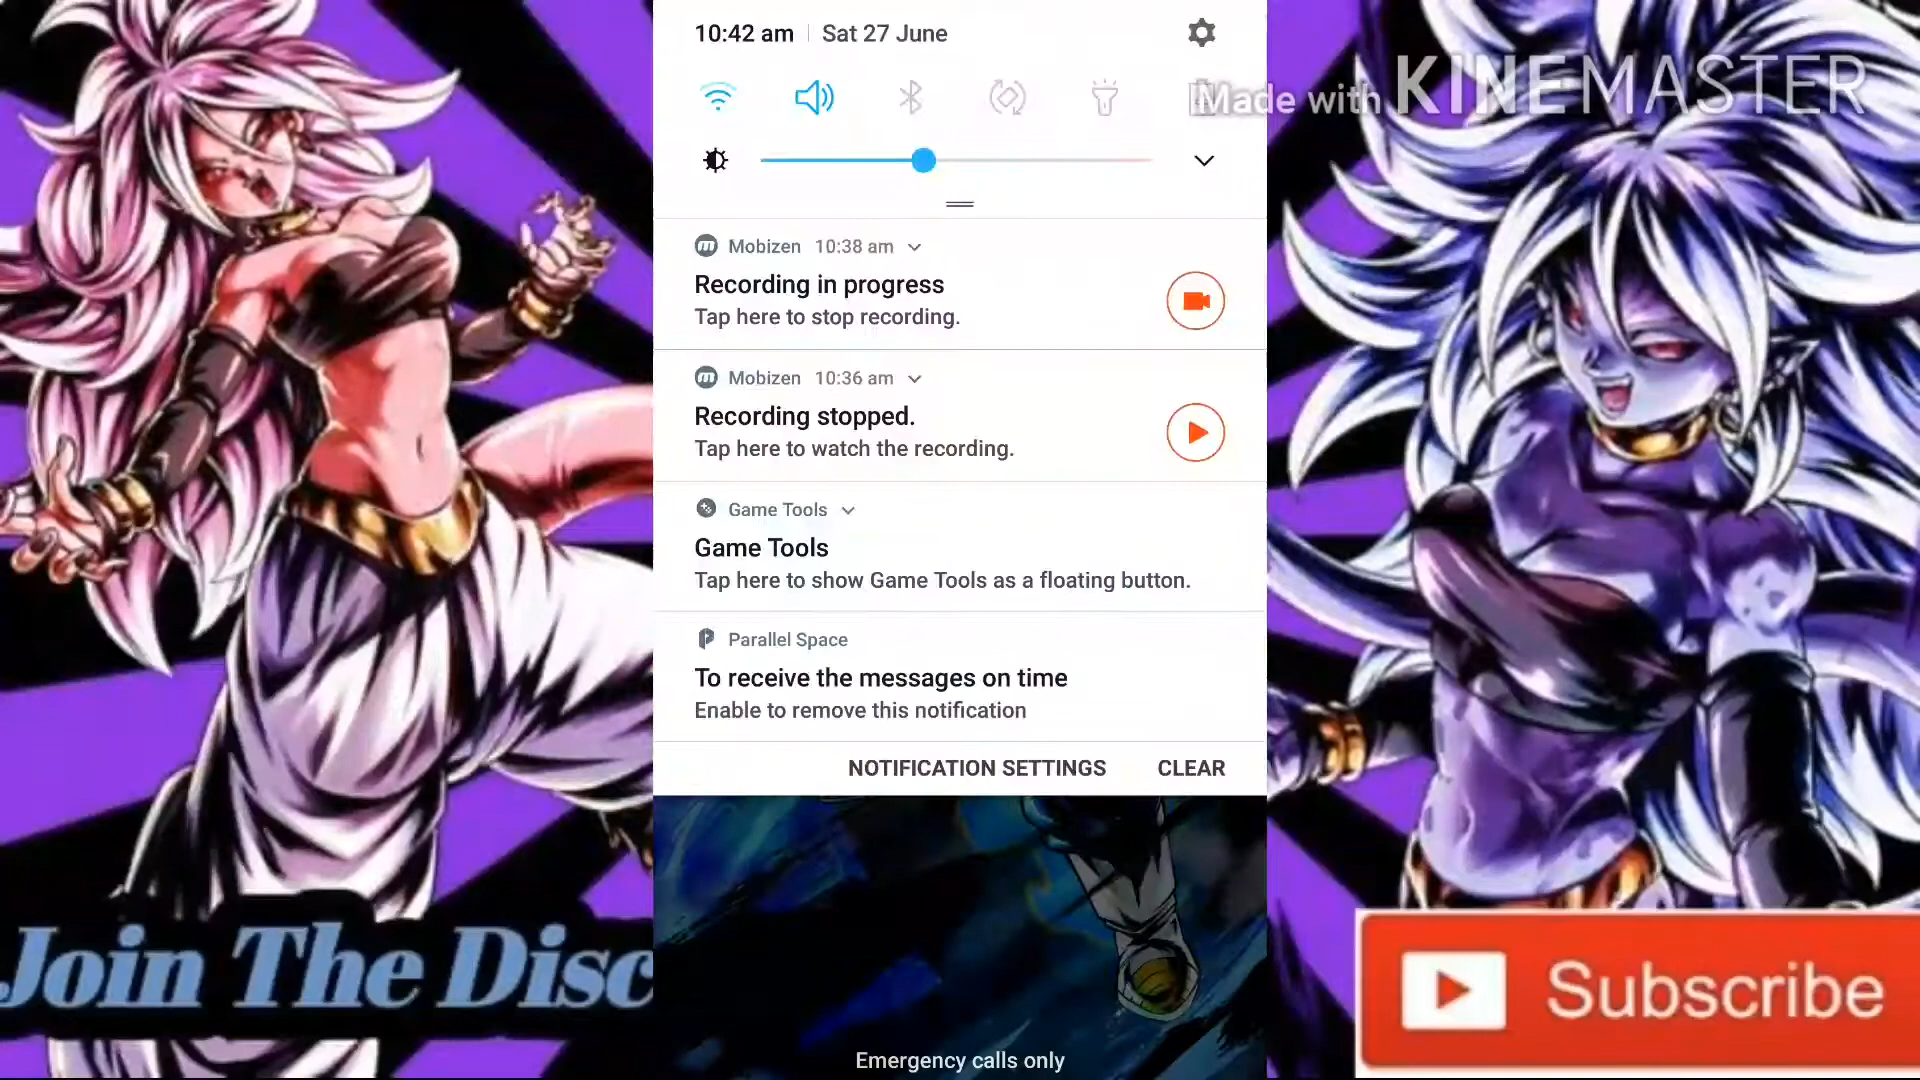 10:42 am | Sat 27 June
Made with KINEMASTER
Mobizen 10:38 am
Recording in progress
Tap here to stop recording.
Mobizen 10:36 am
Recording stopped.
Tap here to watch the recording.
Game Tools
Game Tools
Tap here to show Game Tools as a floating button.
Parallel Space
To receive the messages on time
Enable to remove this notification
NOTIFICATION SETTINGS CLEAR
Join The Disc
Subscribe
Emergency calls only